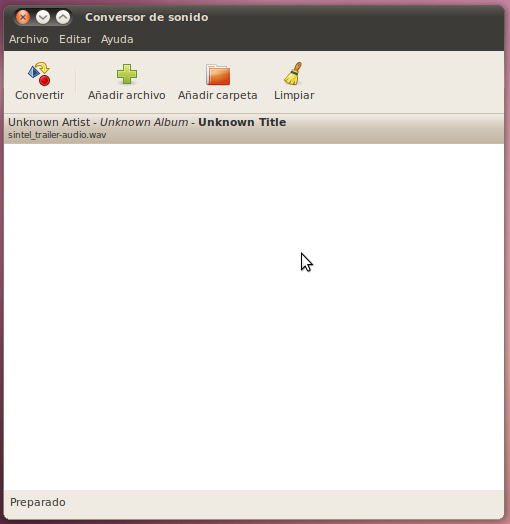 Conversor de sonido
Archivo Editar Ayuda
Convertir Añadir archivo Añadir carpeta Limpiar
Unknown Artist - Unknown Album - Unknown Title
sintel_trailer-audio.wav
Preparado